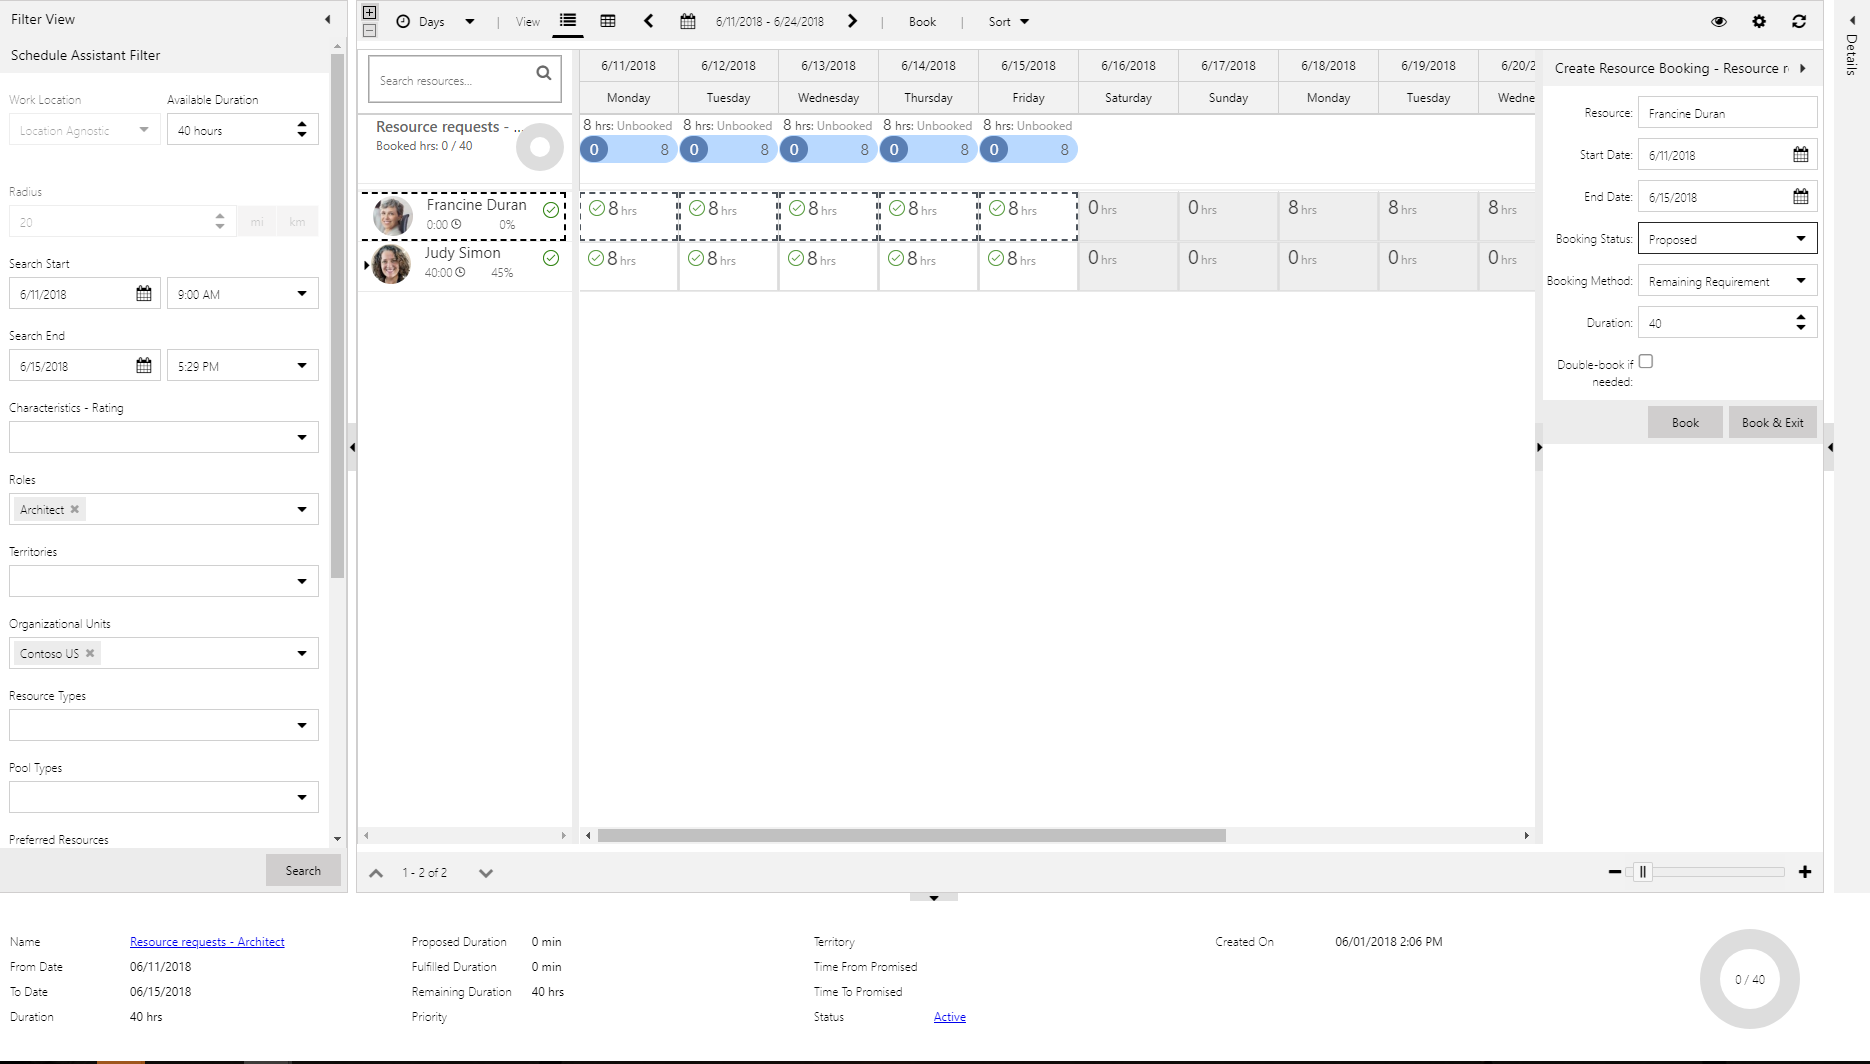 Filter View
Schedule Assistant Filter
Work Location
Available Duration
Location Agnostic
40 hours
Radius
20
mi
km
Search Start
6/11/2018
9:00 AM
Search End
6/15/2018
5:29 PM
Characteristics - Rating
Roles
Architect
Territories
Organizational Units
Contoso US
Resource Types
Pool Types
Preferred Resources
Search
Days
View
6/11/2018 - 6/24/2018
Book
Sort
Search resources...
6/11/2018 6/12/2018 6/13/2018 6/14/2018 6/15/2018 6/16/2018 6/17/2018 6/18/2018 6/19/2018 6/20/2
Monday Tuesday Wednesday Thursday Friday Saturday Sunday Monday Tuesday Wedne
Resource requests - ...
Booked hrs: 0 / 40
8 hrs: Unbooked 8 hrs: Unbooked 8 hrs: Unbooked 8 hrs: Unbooked 8 hrs: Unbooked
0 8 0 8 0 8 0 8 0 8
Francine Duran
0:00 0%
8 hrs 8 hrs 8 hrs 8 hrs 8 hrs 0 hrs 0 hrs 8 hrs 8 hrs 8 hrs
Judy Simon
40:00 45%
8 hrs 8 hrs 8 hrs 8 hrs 8 hrs 0 hrs 0 hrs 0 hrs 0 hrs 0 hrs
1 - 2 of 2
Create Resource Booking - Resource r
Resource: Francine Duran
Start Date: 6/11/2018
End Date: 6/15/2018
Booking Status: Proposed
Booking Method: Remaining Requirement
Duration: 40
Double-book if
needed:
Book
Book & Exit
Details
Name Resource requests - Architect
From Date 06/11/2018
To Date 06/15/2018
Duration 40 hrs
Proposed Duration 0 min
Fulfilled Duration 0 min
Remaining Duration 40 hrs
Priority
Territory
Time From Promised
Time To Promised
Status Active
Created On 06/01/2018 2:06 PM
0 / 40